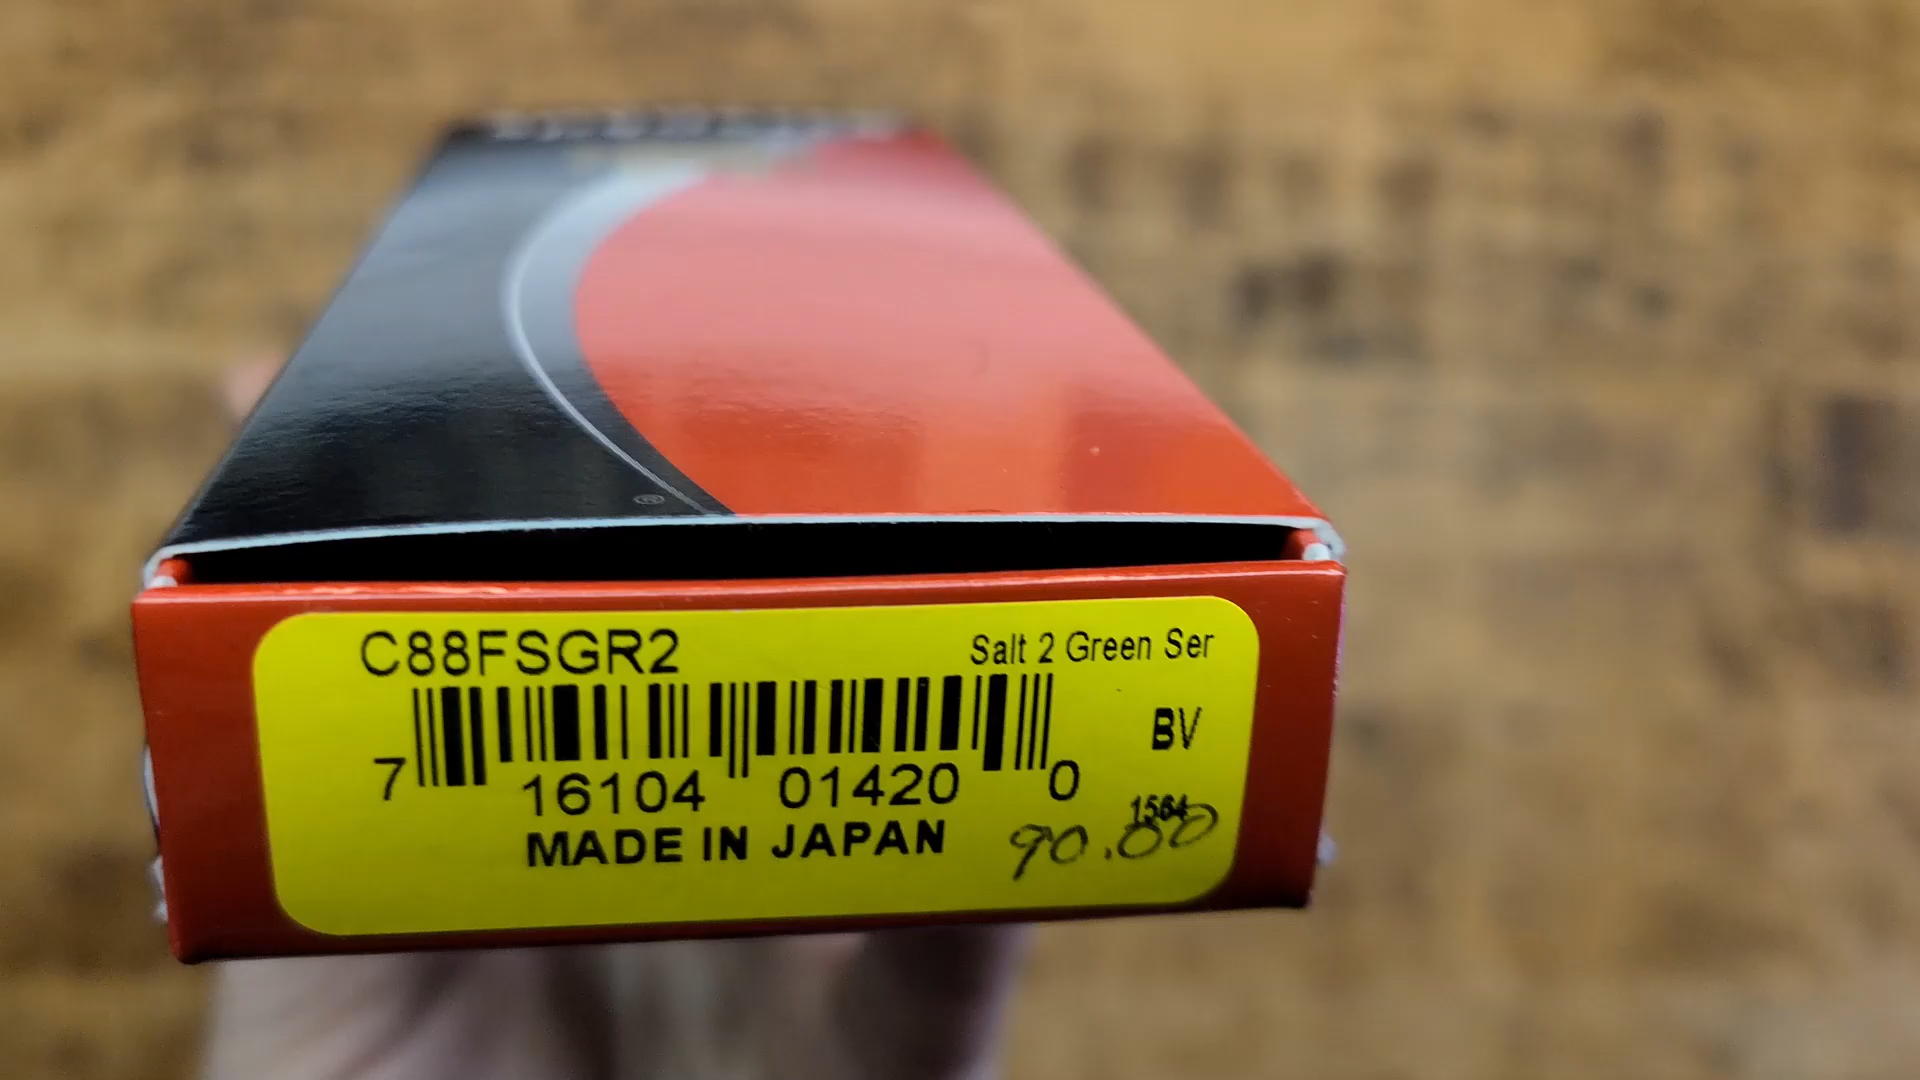 ®
C88FSGR2
Salt 2 Green Ser
BV
7 16104 01420 0
1564
MADE IN JAPAN
90.00